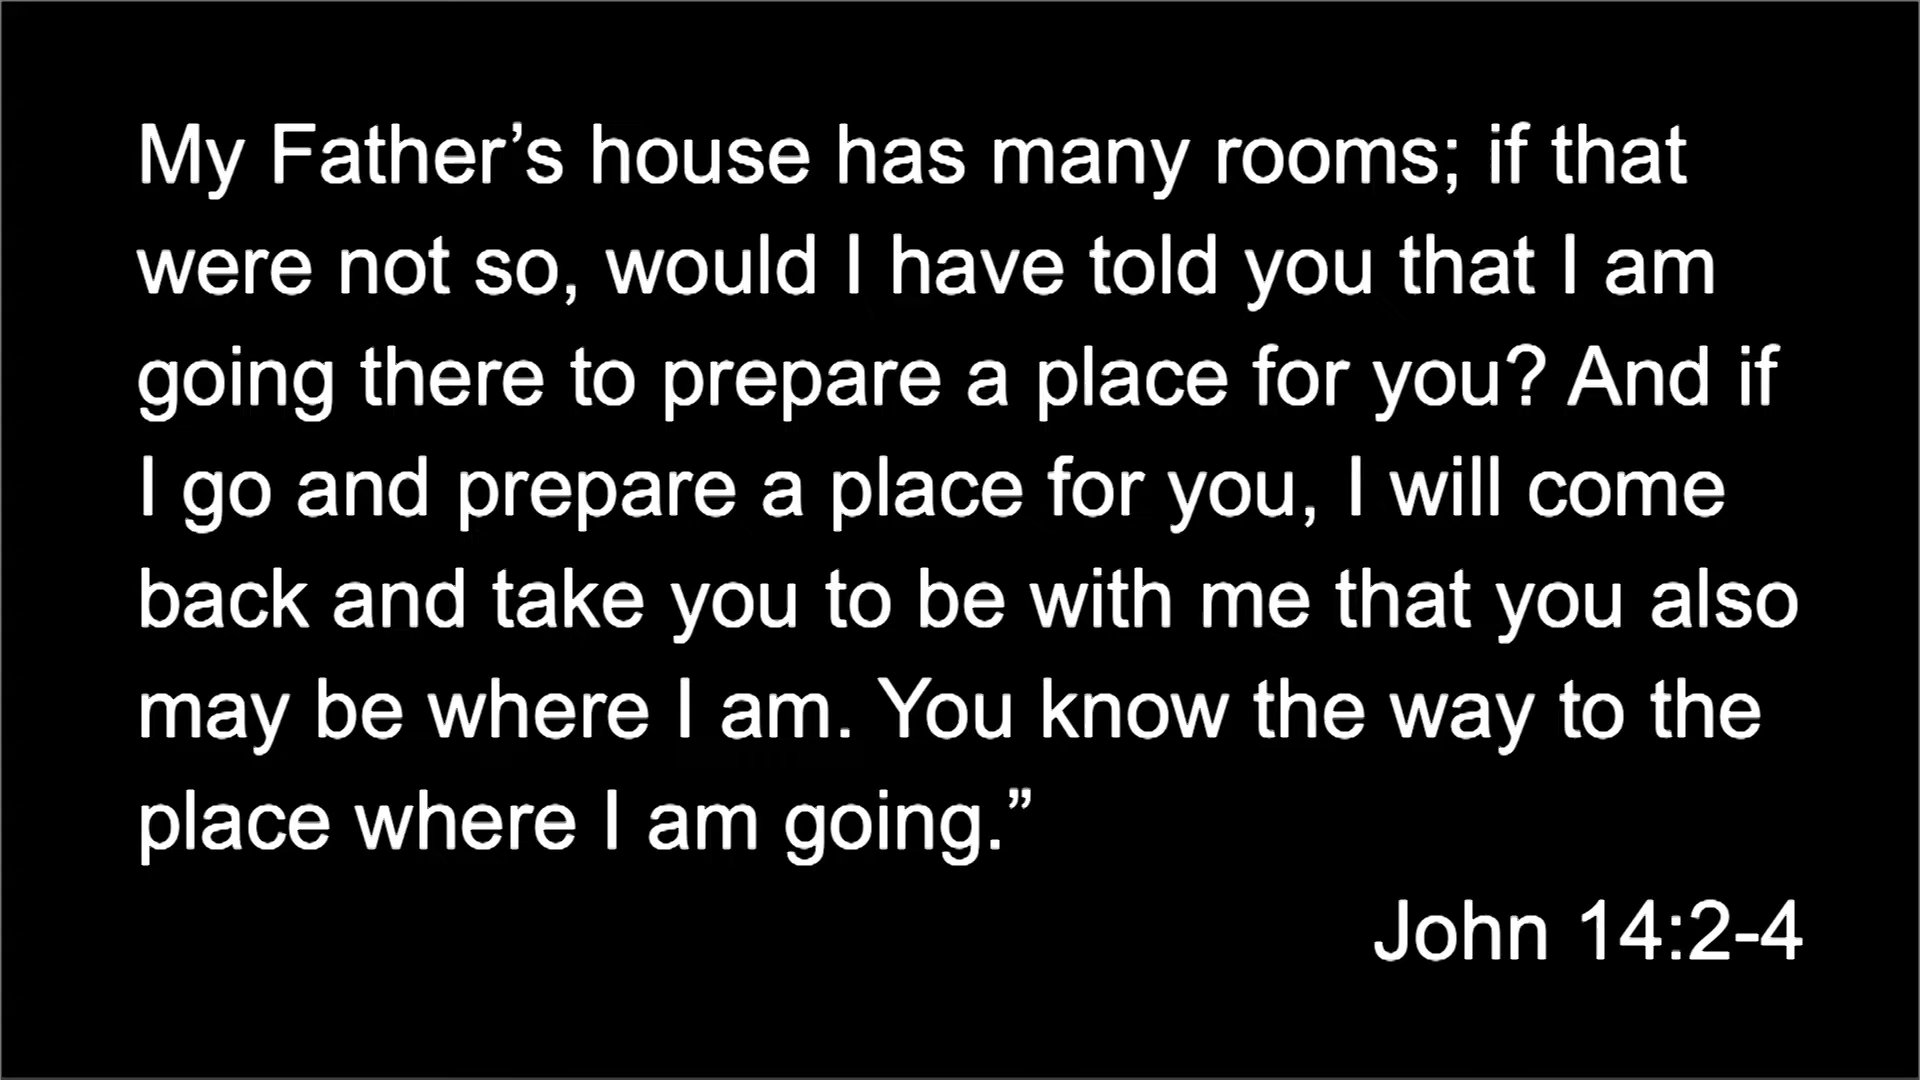 My Father’s house has many rooms; if that
were not so, would I have told you that I am
going there to prepare a place for you? And if
I go and prepare a place for you, I will come
back and take you to be with me that you also
may be where I am. You know the way to the
place where I am going.”
John 14:2-4